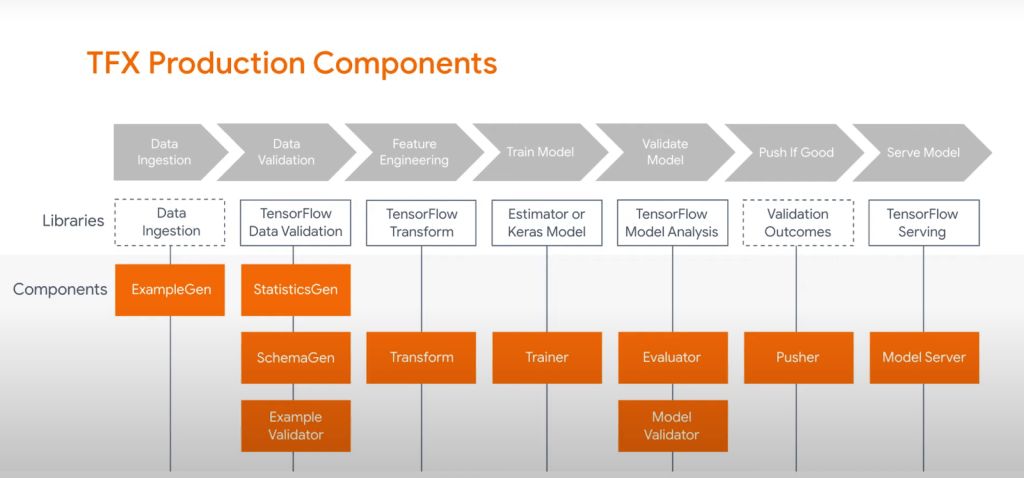 TFX Production Components
Data
Ingestion
Data
Validation
Feature
Engineering
Train Model
Validate
Model
Push If Good
Serve Model
Libraries
Data
Ingestion
TensorFlow
Data Validation
TensorFlow
Transform
Estimator or
Keras Model
TensorFlow
Model Analysis
Validation
Outcomes
TensorFlow
Serving
Components
ExampleGen
StatisticsGen
SchemaGen
Transform
Trainer
Evaluator
Pusher
Model Server
Example
Validator
Model
Validator